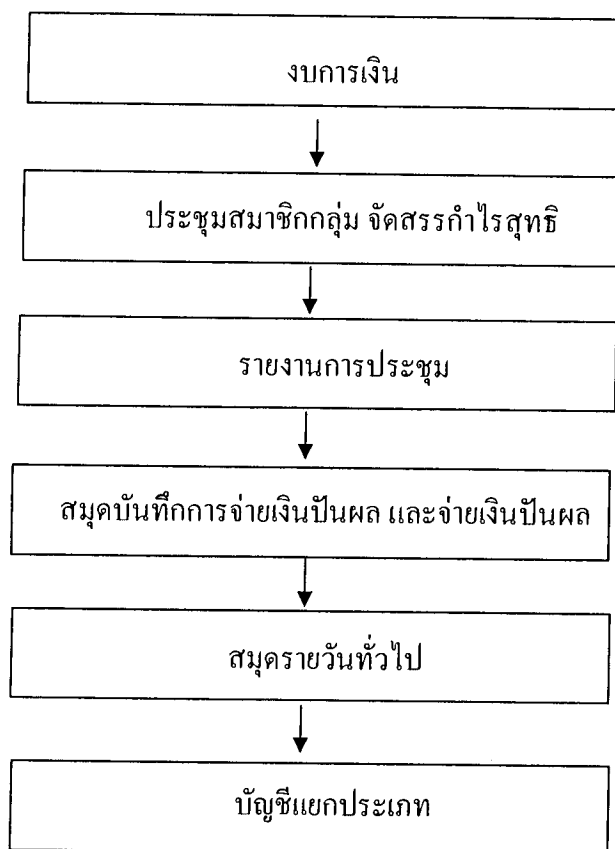 งบการเงิน
ประชุมสมาชิกกลุ่ม จัดสรรกำไรสุทธิ
รายงานการประชุม
สมุดบันทึกการจ่ายเงินปันผล และจ่ายเงินปันผล
สมุดรายวันทั่วไป
บัญชีแยกประเภท